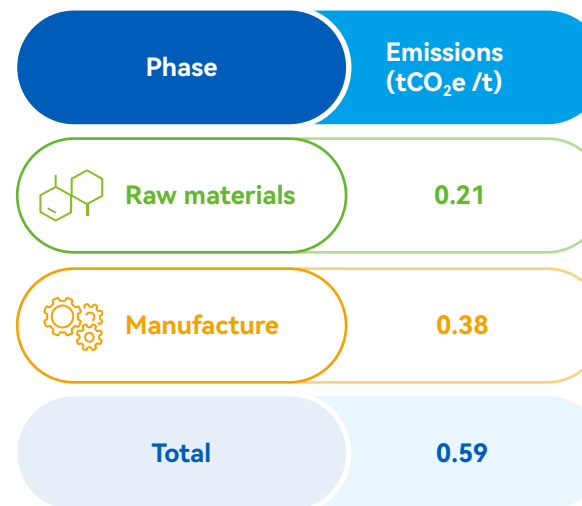 Phase
Emissions
(tCO₂e /t)
Raw materials
0.21
Manufacture
0.38
Total
0.59